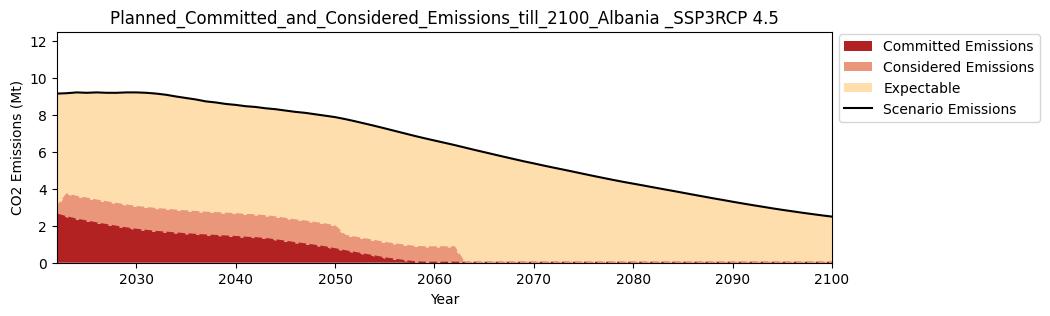 Planned_Committed_and_Considered_Emissions_till_2100_Albania _SSP3RCP 4.5
CO2 Emissions (Mt)
12
10
8
6
4
2
0
2030 2040 2050 2060 2070 2080 2090 2100
Year
Committed Emissions
Considered Emissions
Expectable
Scenario Emissions